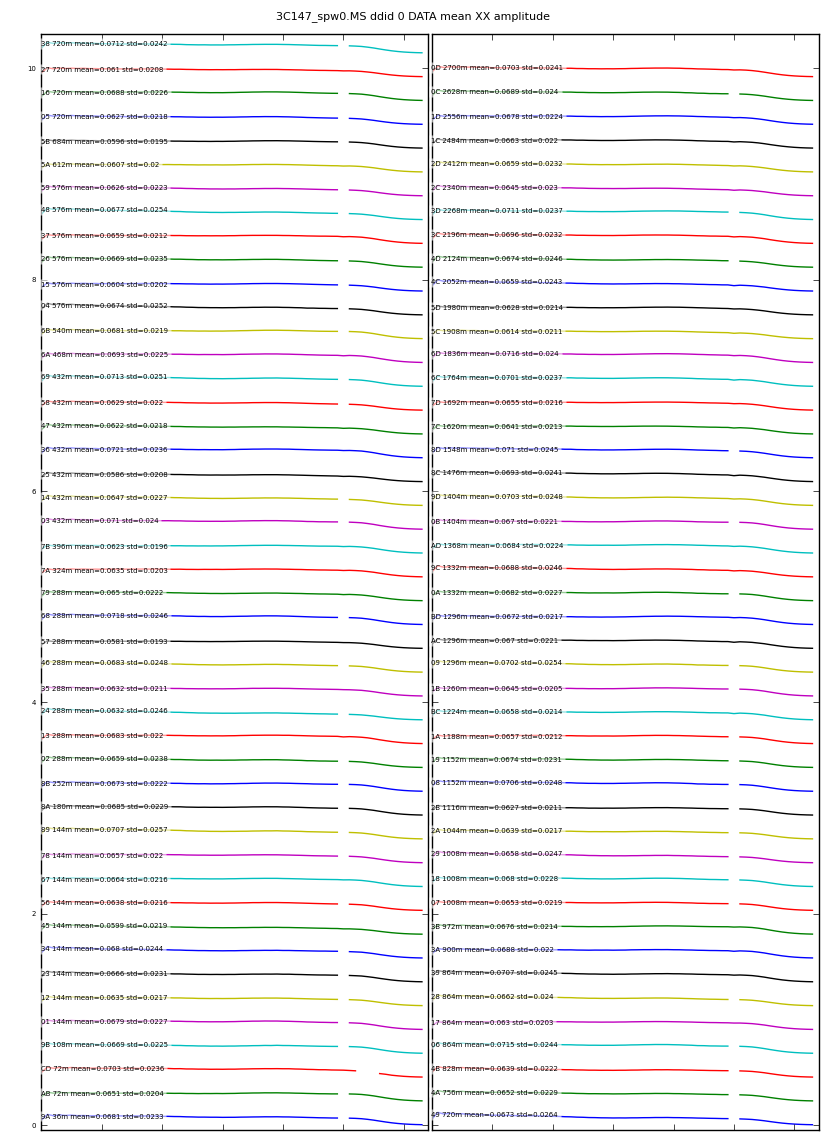 3C147_spw0.MS ddid 0 DATA mean XX amplitude
38 720m mean=0.0712 std=0.0242
27 720m mean=0.061 std=0.0208
10
16 720m mean=0.0688 std=0.0226
05 720m mean=0.0627 std=0.0218
5B 684m mean=0.0596 std=0.0195
5A 612m mean=0.0607 std=0.02
59 576m mean=0.0626 std=0.0223
48 576m mean=0.0677 std=0.0254
37 576m mean=0.0659 std=0.0212
26 576m mean=0.0669 std=0.0235
8
15 576m mean=0.0604 std=0.0202
04 576m mean=0.0674 std=0.0252
6B 540m mean=0.0681 std=0.0219
6A 468m mean=0.0693 std=0.0225
69 432m mean=0.0713 std=0.0251
58 432m mean=0.0629 std=0.022
47 432m mean=0.0622 std=0.0218
36 432m mean=0.0721 std=0.0236
25 432m mean=0.0586 std=0.0208
6
14 432m mean=0.0647 std=0.0227
03 432m mean=0.071 std=0.024
7B 396m mean=0.0623 std=0.0196
7A 324m mean=0.0635 std=0.0203
79 288m mean=0.065 std=0.0222
68 288m mean=0.0718 std=0.0246
57 288m mean=0.0581 std=0.0193
46 288m mean=0.0683 std=0.0248
35 288m mean=0.0632 std=0.0211
4
24 288m mean=0.0632 std=0.0246
13 288m mean=0.0683 std=0.022
02 288m mean=0.0659 std=0.0238
8B 252m mean=0.0673 std=0.0222
8A 180m mean=0.0685 std=0.0229
89 144m mean=0.0707 std=0.0257
78 144m mean=0.0657 std=0.022
67 144m mean=0.0664 std=0.0216
56 144m mean=0.0638 std=0.0216
2
45 144m mean=0.0599 std=0.0219
34 144m mean=0.068 std=0.0244
23 144m mean=0.0666 std=0.0231
12 144m mean=0.0635 std=0.0217
01 144m mean=0.0679 std=0.0227
9B 108m mean=0.0669 std=0.0225
CD 72m mean=0.0703 std=0.0236
AB 72m mean=0.0651 std=0.0204
9A 36m mean=0.0681 std=0.0233
0
0D 2700m mean=0.0703 std=0.0241
0C 2628m mean=0.0689 std=0.024
1D 2556m mean=0.0678 std=0.0224
1C 2484m mean=0.0663 std=0.022
2D 2412m mean=0.0659 std=0.0232
2C 2340m mean=0.0645 std=0.023
3D 2268m mean=0.0711 std=0.0237
3C 2196m mean=0.0696 std=0.0232
4D 2124m mean=0.0674 std=0.0246
4C 2052m mean=0.0659 std=0.0243
5D 1980m mean=0.0628 std=0.0214
5C 1908m mean=0.0614 std=0.0211
6D 1836m mean=0.0716 std=0.024
6C 1764m mean=0.0701 std=0.0237
7D 1692m mean=0.0655 std=0.0216
7C 1620m mean=0.0641 std=0.0213
8D 1548m mean=0.071 std=0.0245
8C 1476m mean=0.0693 std=0.0241
9D 1404m mean=0.0703 std=0.0248
0B 1404m mean=0.067 std=0.0221
AD 1368m mean=0.0684 std=0.0224
9C 1332m mean=0.0688 std=0.0246
0A 1332m mean=0.0682 std=0.0227
BD 1296m mean=0.0672 std=0.0217
AC 1296m mean=0.067 std=0.0221
09 1296m mean=0.0702 std=0.0254
1B 1260m mean=0.0645 std=0.0205
BC 1224m mean=0.0658 std=0.0214
1A 1188m mean=0.0657 std=0.0212
19 1152m mean=0.0674 std=0.0231
08 1152m mean=0.0706 std=0.0248
2B 1116m mean=0.0627 std=0.0211
2A 1044m mean=0.0639 std=0.0217
29 1008m mean=0.0658 std=0.0247
18 1008m mean=0.068 std=0.0228
07 1008m mean=0.0653 std=0.0219
3B 972m mean=0.0676 std=0.0214
3A 900m mean=0.0688 std=0.022
39 864m mean=0.0707 std=0.0245
28 864m mean=0.0662 std=0.024
17 864m mean=0.063 std=0.0203
06 864m mean=0.0715 std=0.0244
4B 828m mean=0.0639 std=0.0222
4A 756m mean=0.0652 std=0.0229
49 720m mean=0.0673 std=0.0264